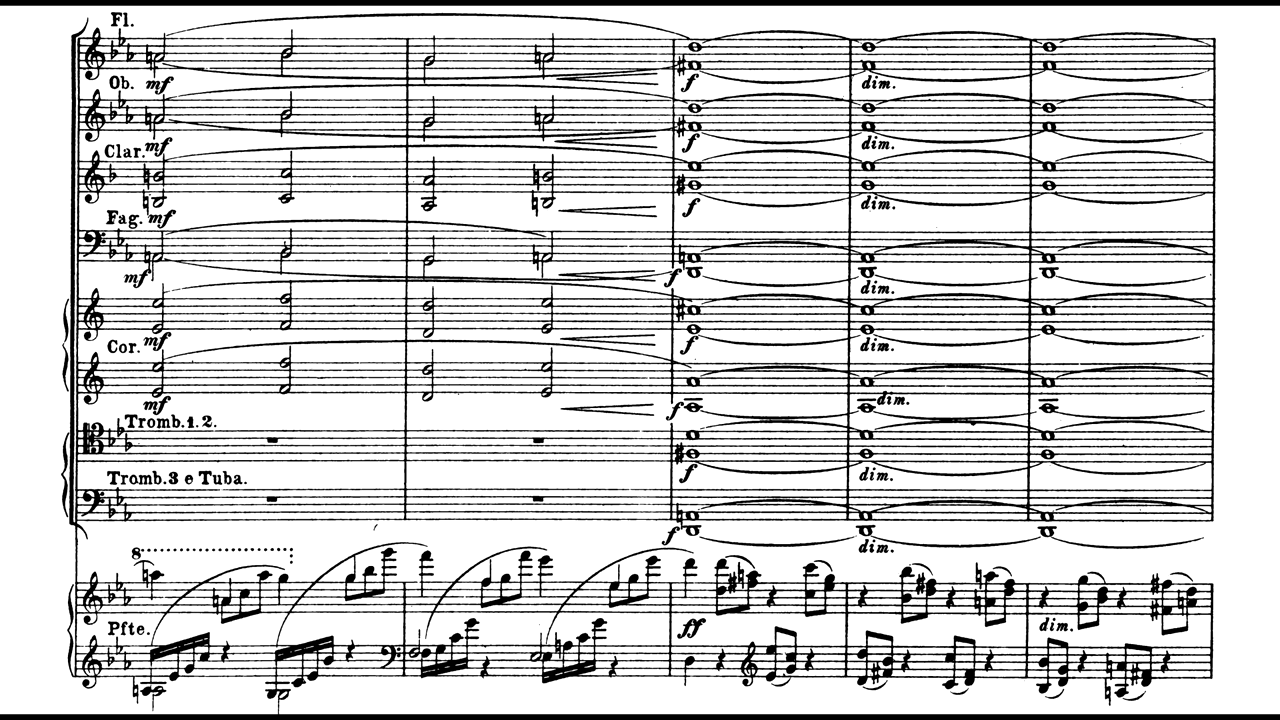 Fl.
Ob. mf
mf
f
dim.
Clar.
f
dim.
Fag. mf
f
dim.
mf
f
dim.
Cor. mf
f
dim.
mf
f
dim.
Tromb.1. 2.
f
dim.
Tromb.3 e Tuba.
f
dim.
8
Pfte.
ff
dim.